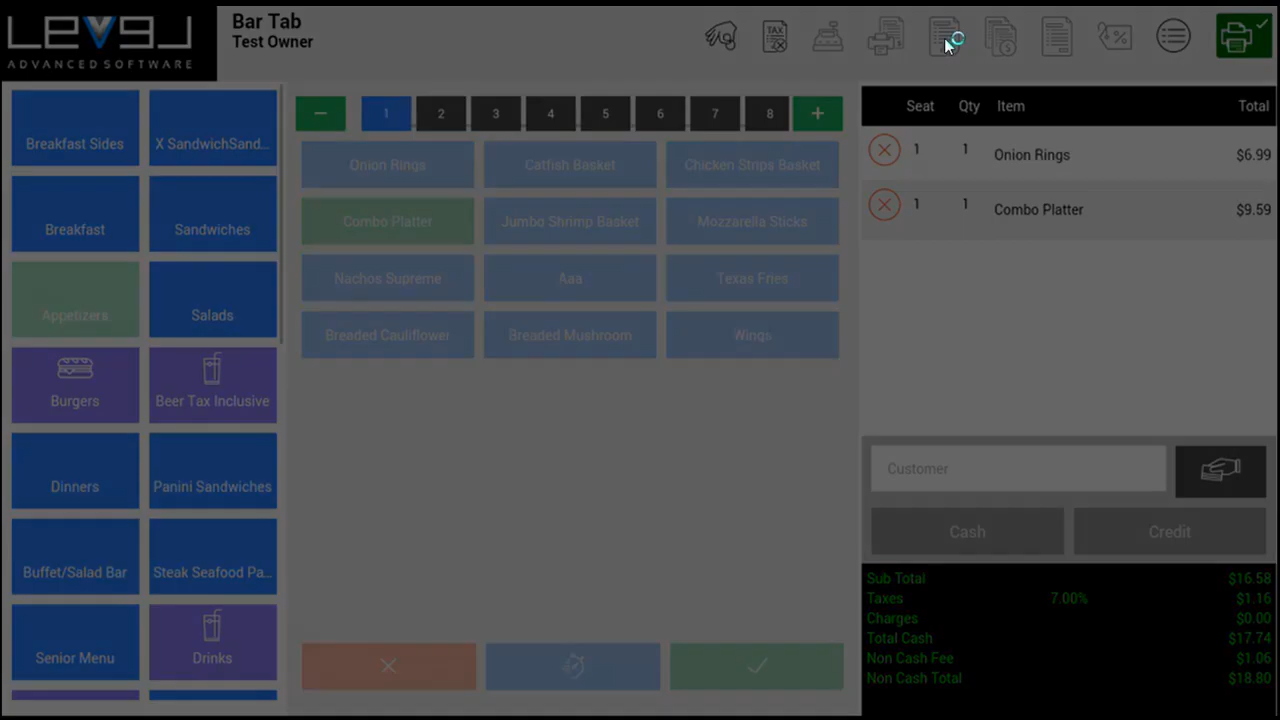 Level
ADVANCED SOFTWARE
Bar Tab
Test Owner
TAX
$
%
Breakfast Sides
X SandwichSand...
Breakfast
Sandwiches
Appetizers
Salads
Burgers
Beer Tax Inclusive
Dinners
Panini Sandwiches
Buffet/Salad Bar
Steak Seafood Pa...
Senior Menu
Drinks
− 1 2 3 4 5 6 7 8 +
Onion Rings
Catfish Basket
Chicken Strips Basket
Combo Platter
Jumbo Shrimp Basket
Mozzarella Sticks
Nachos Supreme
Aaa
Texas Fries
Breaded Cauliflower
Breaded Mushroom
Wings
Seat Qty Item Total
1 1 Onion Rings $6.99
1 1 Combo Platter $9.59
Customer
Cash
Credit
Sub Total $16.58
Taxes 7.00% $1.16
Charges $0.00
Total Cash $17.74
Non Cash Fee $1.06
Non Cash Total $18.80